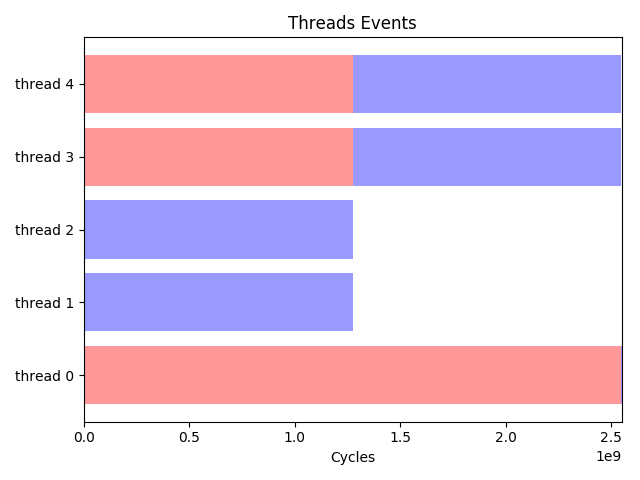 Threads Events
thread 4
thread 3
thread 2
thread 1
thread 0
0.0 0.5 1.0 1.5 2.0 2.5
1e9
Cycles